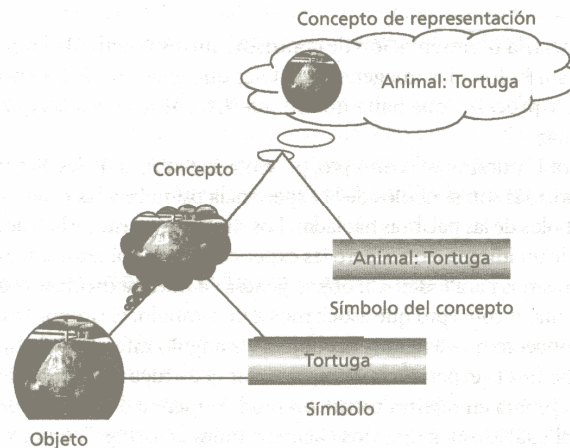 Concepto de representación
Animal: Tortuga
Concepto
Animal: Tortuga
Símbolo del concepto
Tortuga
Símbolo
Objeto